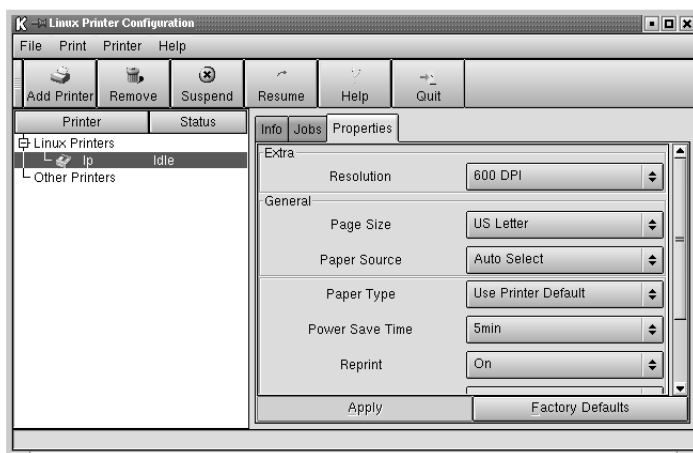 Linux Printer Configuration
File Print Printer Help
Add Printer Remove Suspend Resume Help Quit
Printer Status
Linux Printers
lp Idle
Other Printers
Info Jobs Properties
Extra
Resolution 600 DPI
General
Page Size US Letter
Paper Source Auto Select
Paper Type Use Printer Default
Power Save Time 5min
Reprint On
Apply Factory Defaults